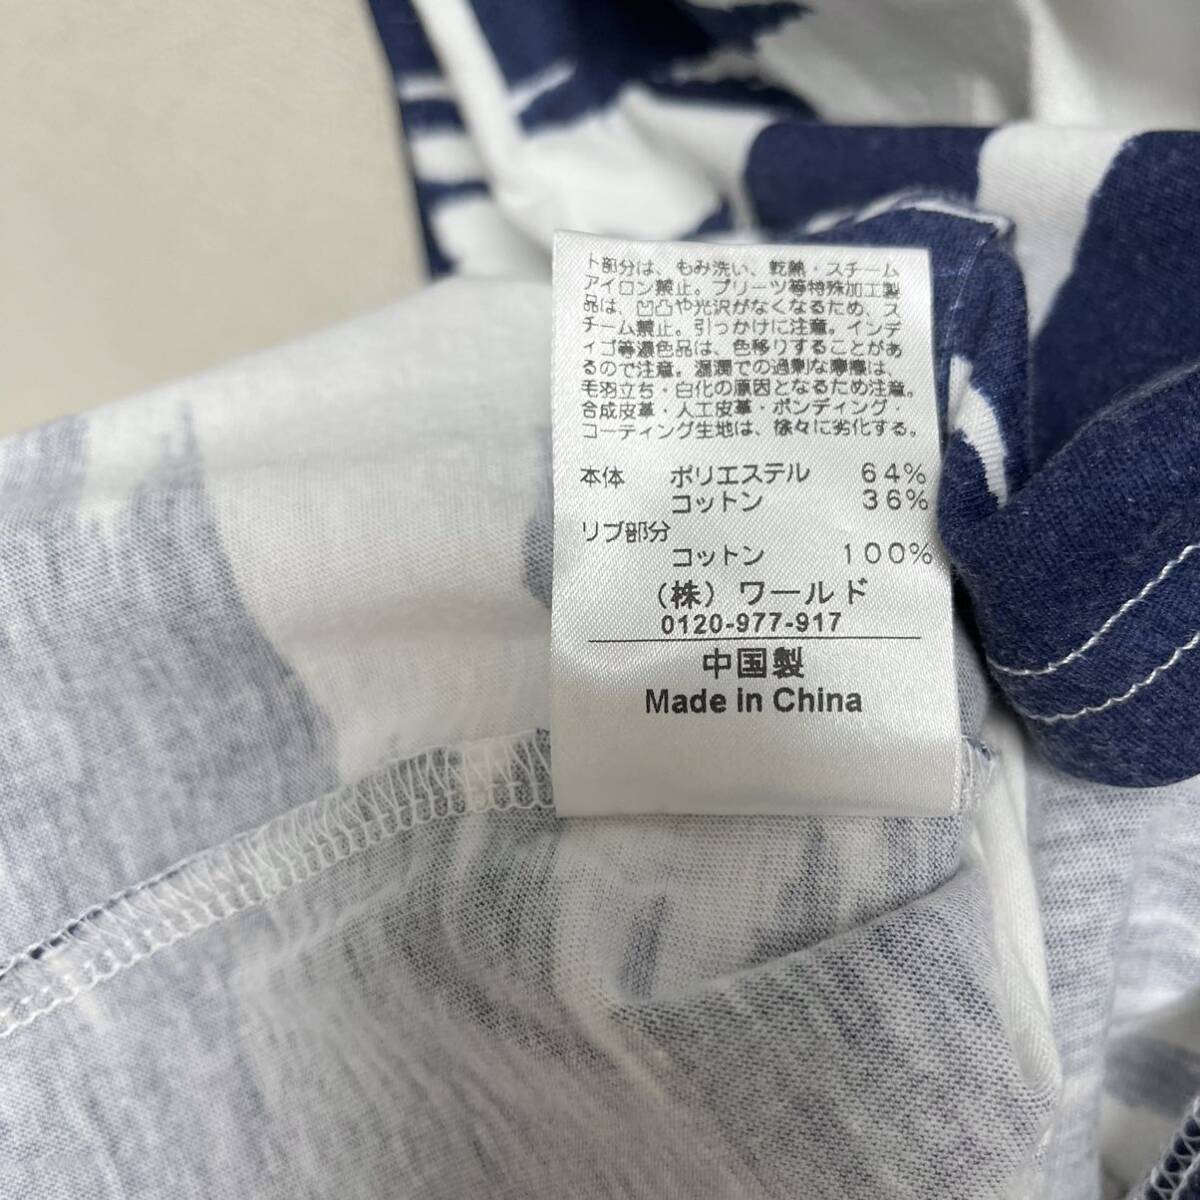 ト部分は、もみ洗い、乾熱・スチーム
アイロン禁止。プリーツ等特殊加工製
品は、凹凸や光沢がなくなるため、ス
チーム禁止。引っかけに注意。インデ
ィゴ等濃色品は、色移りすることがあ
るので注意。湿潤での過剰な摩擦は、
毛羽立ち・白化の原因となるため注意。
合成皮革・人工皮革・ボンディング・
コーティング生地は、徐々に劣化する。
本体 ポリエステル 64%
コットン 36%
リブ部分
コットン 100%
(株) ワールド
0120-977-917
中国製
Made in China